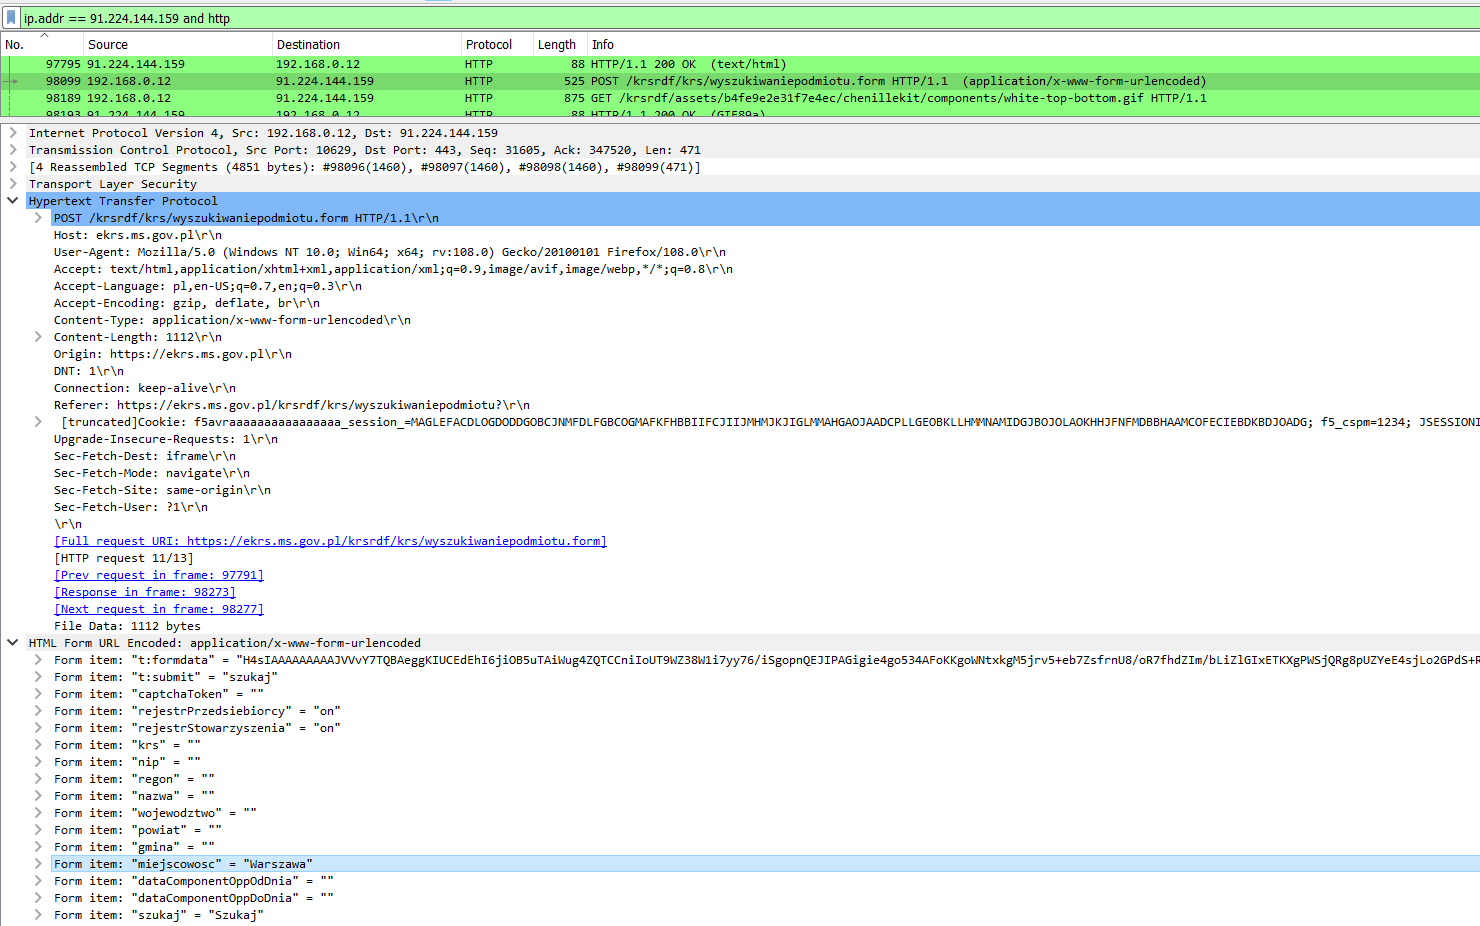 ip.addr == 91.224.144.159 and http
No. Source Destination Protocol Length Info
97795 91.224.144.159 192.168.0.12 HTTP 88 HTTP/1.1 200 OK (text/html)
98099 192.168.0.12 91.224.144.159 HTTP 525 POST /krsrdf/krs/wyszukiwaniepodmiotu.form HTTP/1.1 (application/x-www-form-urlencoded)
98189 192.168.0.12 91.224.144.159 HTTP 875 GET /krsrdf/assets/b4fe9e2e31f7e4ec/chenillekit/components/white-top-bottom.gif HTTP/1.1
98193 91.224.144.159 192.168.0.12 HTTP 88 HTTP/1.1 200 OK (GIF89a)
Internet Protocol Version 4, Src: 192.168.0.12, Dst: 91.224.144.159
Transmission Control Protocol, Src Port: 10629, Dst Port: 443, Seq: 31605, Ack: 347520, Len: 471
[4 Reassembled TCP Segments (4851 bytes): #98096(1460), #98097(1460), #98098(1460), #98099(471)]
Transport Layer Security
Hypertext Transfer Protocol
POST /krsrdf/krs/wyszukiwaniepodmiotu.form HTTP/1.1\r\n
Host: ekrs.ms.gov.pl\r\n
User-Agent: Mozilla/5.0 (Windows NT 10.0; Win64; x64; rv:108.0) Gecko/20100101 Firefox/108.0\r\n
Accept: text/html,application/xhtml+xml,application/xml;q=0.9,image/avif,image/webp,*/*;q=0.8\r\n
Accept-Language: pl,en-US;q=0.7,en;q=0.3\r\n
Accept-Encoding: gzip, deflate, br\r\n
Content-Type: application/x-www-form-urlencoded\r\n
Content-Length: 1112\r\n
Origin: https://ekrs.ms.gov.pl\r\n
DNT: 1\r\n
Connection: keep-alive\r\n
Referer: https://ekrs.ms.gov.pl/krsrdf/krs/wyszukiwaniepodmiotu?\r\n
[truncated]Cookie: f5avraaaaaaaaaaaaaaaa_session_=MAGLEFACDLOGDODDGOBCJNMFDLFGBCOGMAFKFHBBIIFCJIIJMHMJKJIGLMMAHGAOJAADCPLLGEOBKLLHMMNAMIDGJBOJOLAOKHHJFNFMDBBHAAMCOFECIEBDKBDJOADG; f5_cspm=1234; JSESSIONI
Upgrade-Insecure-Requests: 1\r\n
Sec-Fetch-Dest: iframe\r\n
Sec-Fetch-Mode: navigate\r\n
Sec-Fetch-Site: same-origin\r\n
Sec-Fetch-User: ?1\r\n
\r\n
[Full request URI: https://ekrs.ms.gov.pl/krsrdf/krs/wyszukiwaniepodmiotu.form]
[HTTP request 11/13]
[Prev request in frame: 97791]
[Response in frame: 98273]
[Next request in frame: 98277]
File Data: 1112 bytes
HTML Form URL Encoded: application/x-www-form-urlencoded
Form item: "t:formdata" = "H4sIAAAAAAAAAJVVvY7TQBAeggKIUCEdEhI6jiOB5uTAiWug4ZQTCCniIoUT9WZ38W1i7yy76/iSgopnQEJIPAGigie4go534AFoKKgoWNtxkgM5jrv5+eb7ZsfrnU8/oR7fhdZIm/bLiZlGIxETKXgPWSjQRg8pUZYeE4sjLo2GPdS+R
Form item: "t:submit" = "szukaj"
Form item: "captchaToken" = ""
Form item: "rejestrPrzedsiebiorcy" = "on"
Form item: "rejestrStowarzyszenia" = "on"
Form item: "krs" = ""
Form item: "nip" = ""
Form item: "regon" = ""
Form item: "nazwa" = ""
Form item: "wojewodztwo" = ""
Form item: "powiat" = ""
Form item: "gmina" = ""
Form item: "miejscowosc" = "Warszawa"
Form item: "dataComponentOppOdDnia" = ""
Form item: "dataComponentOppDoDnia" = ""
Form item: "szukaj" = "Szukaj"